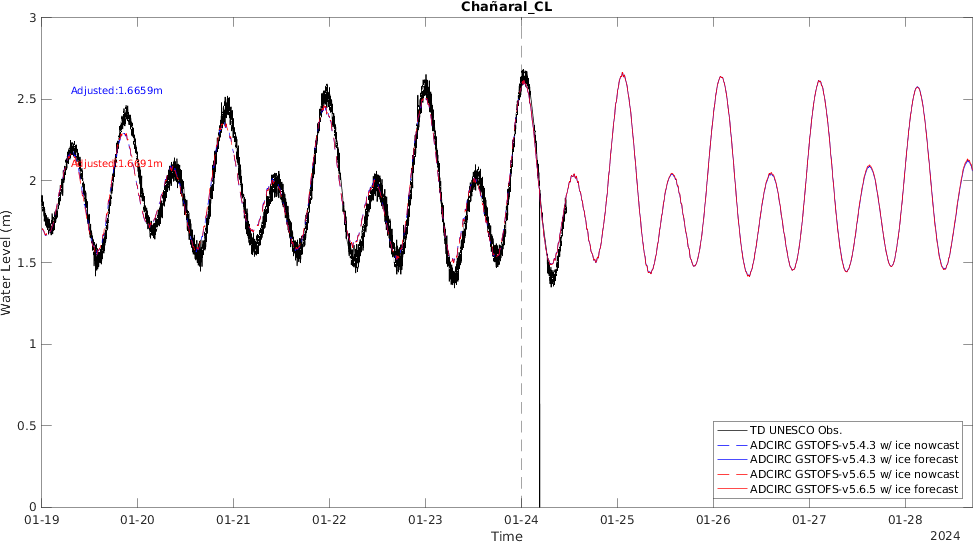 Chañaral_CL
3
2.5
2
1.5
1
0.5
0
Water Level (m)
Adjusted:1.6659m
Adjusted:1.6691m
TD UNESCO Obs.
ADCIRC GSTOFS-v5.4.3 w/ ice nowcast
ADCIRC GSTOFS-v5.4.3 w/ ice forecast
ADCIRC GSTOFS-v5.6.5 w/ ice nowcast
ADCIRC GSTOFS-v5.6.5 w/ ice forecast
01-19 01-20 01-21 01-22 01-23 01-24 01-25 01-26 01-27 01-28
Time
2024